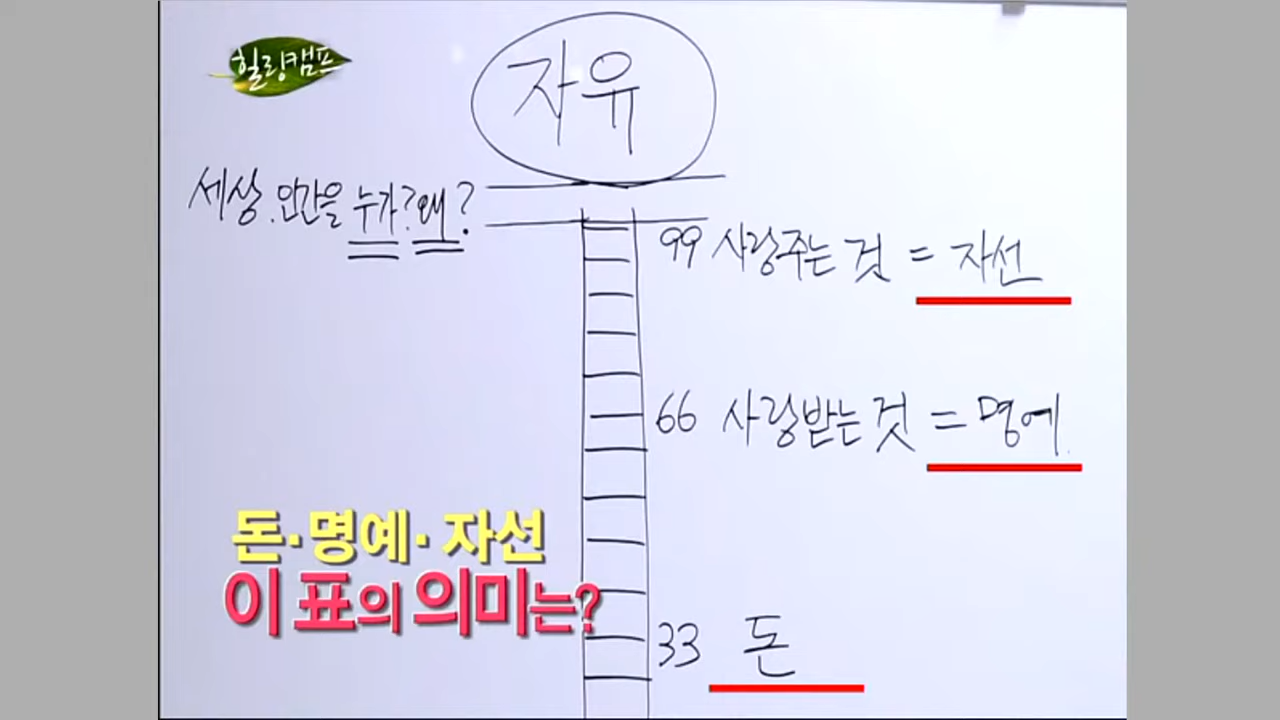 힐링캠프
자유
세상.인간을 누가?왜?
99 사랑주는 것 = 자선
66 사랑받는 것 = 명예.
돈·명예·자선
이 표의 의미는?
33 돈